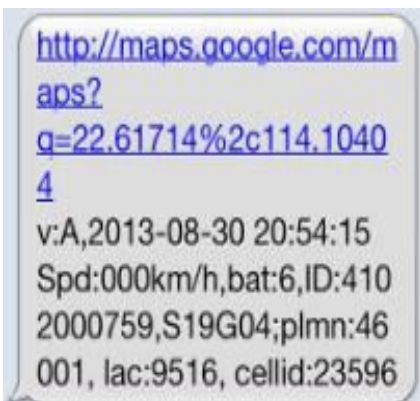 http://maps.google.com/m
aps?
q=22.61714%2c114.1040
4
v:A,2013-08-30 20:54:15
Spd:000km/h,bat:6,ID:410
2000759,S19G04;plmn:46
001, lac:9516, cellid:23596